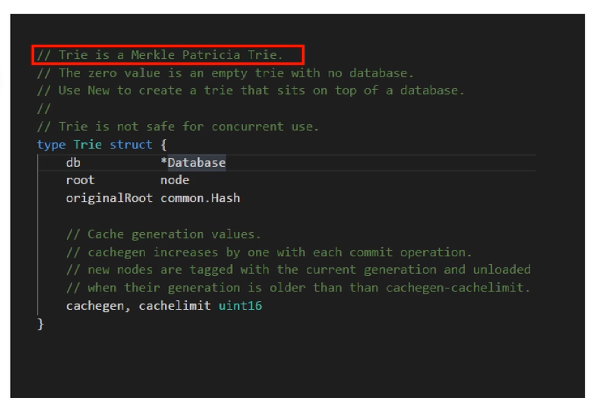 // Trie is a Merkle Patricia Trie.
// The zero value is an empty trie with no database.
// Use New to create a trie that sits on top of a database.
//
// Trie is not safe for concurrent use.
type Trie struct {
    db           *Database
    root         node
    originalRoot common.Hash

    // Cache generation values.
    // cachegen increases by one with each commit operation.
    // new nodes are tagged with the current generation and unloaded
    // when their generation is older than than cachegen-cachelimit.
    cachegen, cachelimit uint16
}